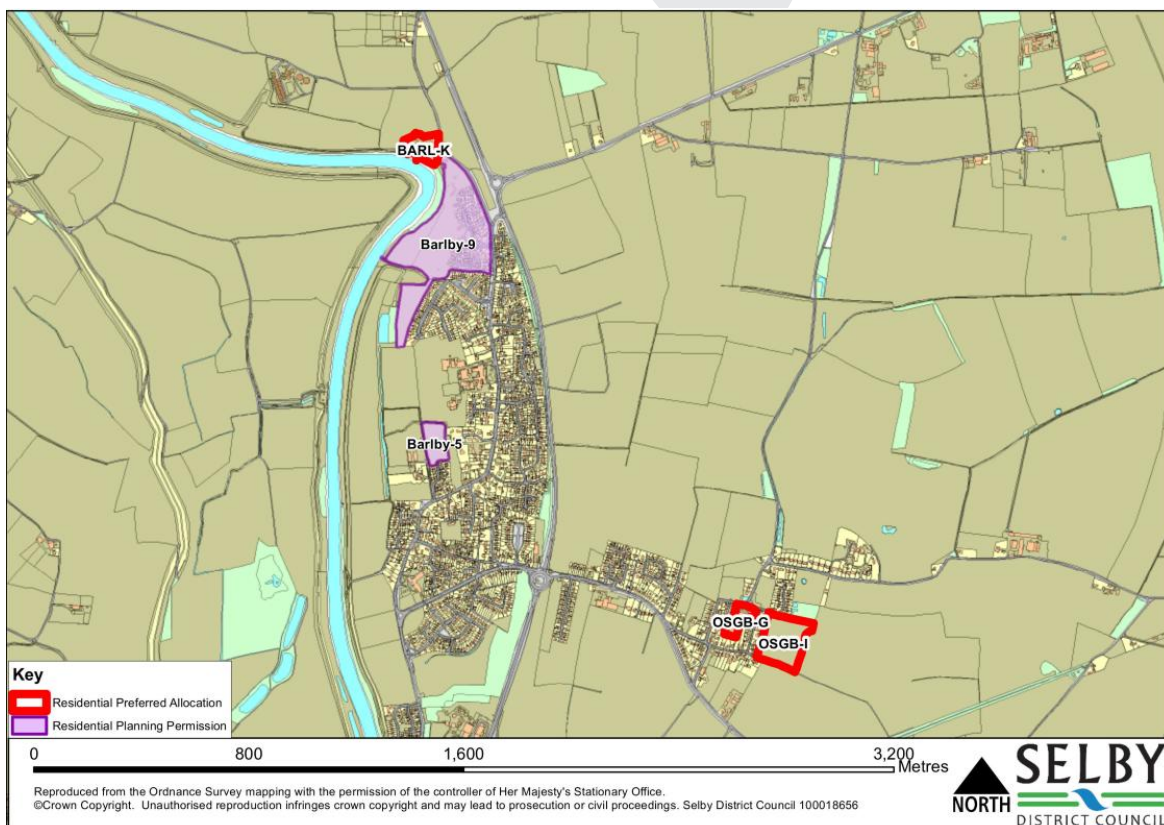 BARL-K
Barlby-9
Barlby-5
OSGB-G
OSGB-I
Key
Residential Preferred Allocation
Residential Planning Permission
0 800 1,600 3,200
Metres
Reproduced from the Ordnance Survey mapping with the permission of the controller of Her Majesty's Stationary Office.
©Crown Copyright. Unauthorised reproduction infringes crown copyright and may lead to prosecution or civil proceedings. Selby District Council 100018656
NORTH
SELBY
DISTRICT COUNCIL